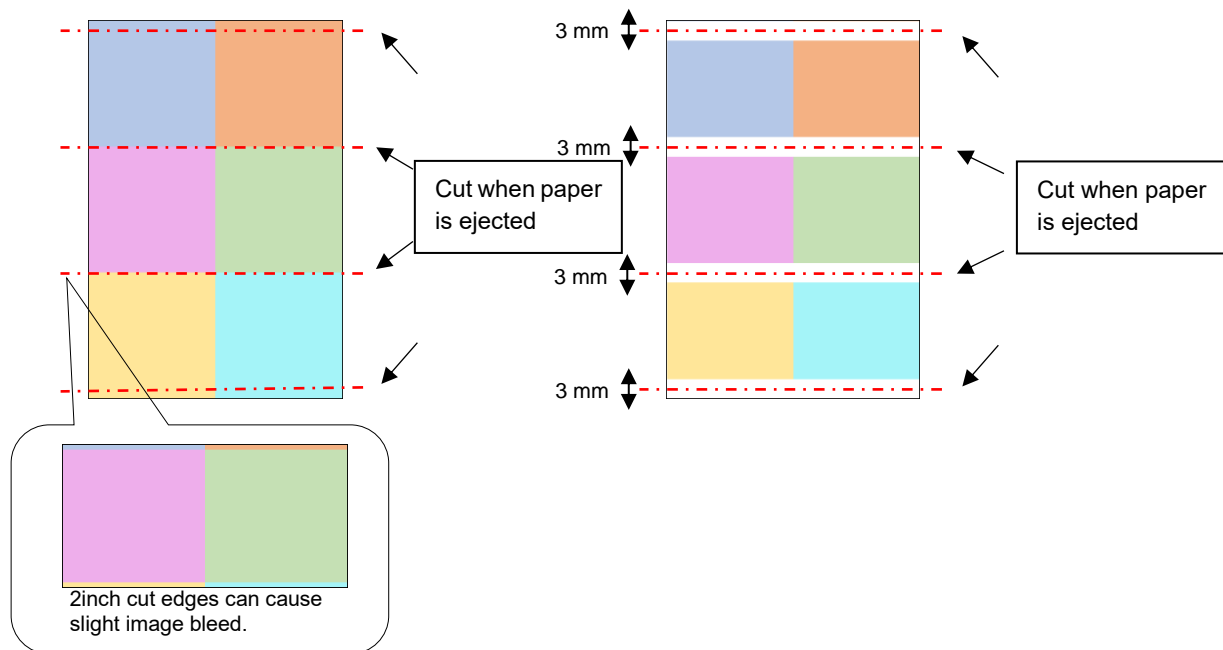 Cut when paper
is ejected
2inch cut edges can cause
slight image bleed.
3 mm
3 mm
3 mm
3 mm
Cut when paper
is ejected